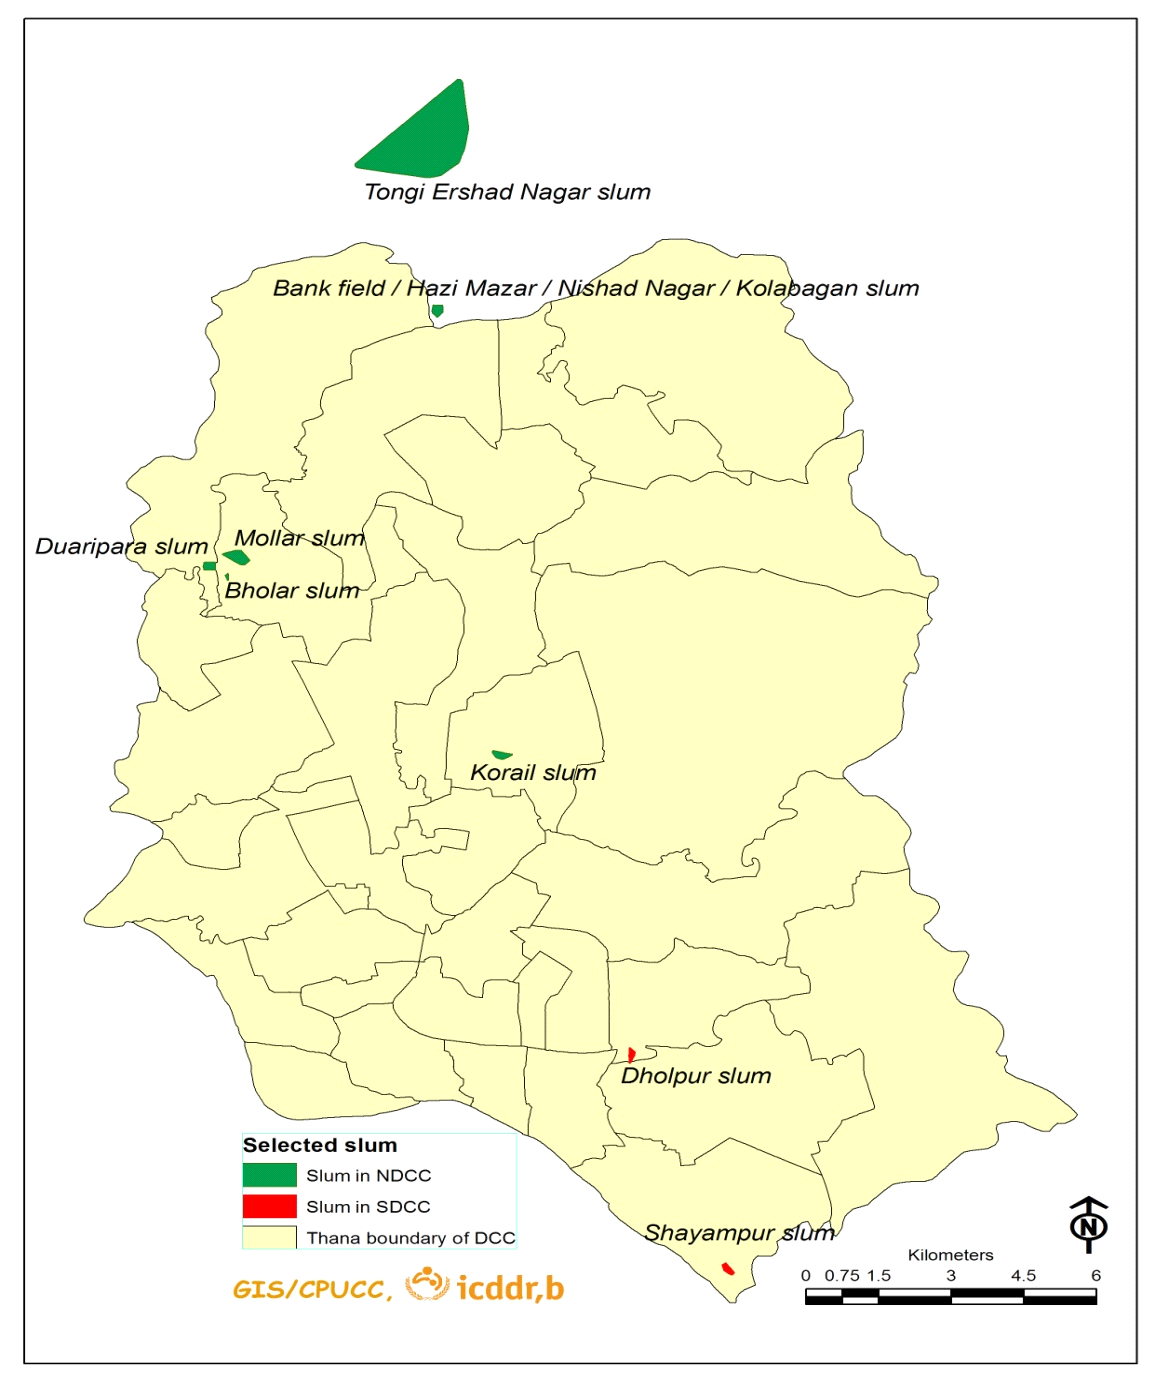 Tongi Ershad Nagar slum
Bank field / Hazi Mazar / Nishad Nagar / Kolabagan slum
Mollar slum
Duaripara slum
Bholar slum
Korail slum
Dholpur slum
Selected slum
Slum in NDCC
Slum in SDCC
Thana boundary of DCC
Shayampur slum
N
Kilometers
0 0.75 1.5 3 4.5 6
GIS/CPUCC, icddr,b